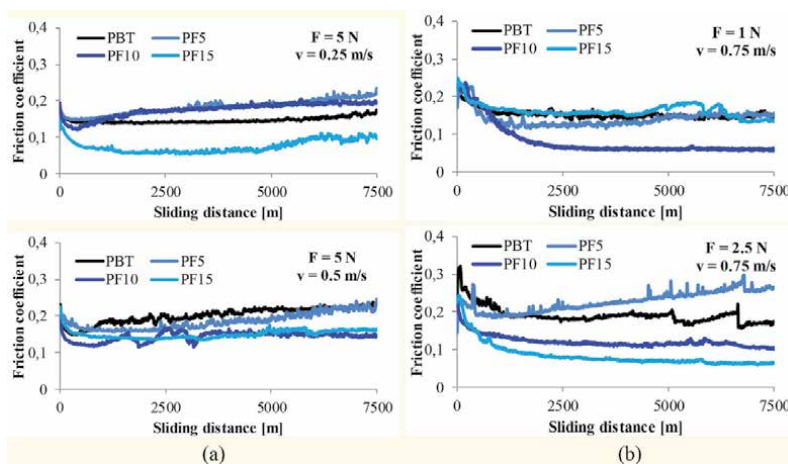 0,4
0,3
0,2
0,1
0
Friction coefficient
PBT PF5
PF10 PF15
F = 5 N
v = 0.25 m/s
0 2500 5000 7500
Sliding distance [m]
0,4
0,3
0,2
0,1
0
Friction coefficient
PBT PF5
PF10 PF15
F = 1 N
v = 0.75 m/s
0 2500 5000 7500
Sliding distance [m]
0,4
0,3
0,2
0,1
0
Friction coefficient
PBT PF5
PF10 PF15
F = 5 N
v = 0.5 m/s
0 2500 5000 7500
Sliding distance [m]
0,4
0,3
0,2
0,1
0
Friction coefficient
PBT PF5
PF10 PF15
F = 2.5 N
v = 0.75 m/s
0 2500 5000 7500
Sliding distance [m]
(a) (b)